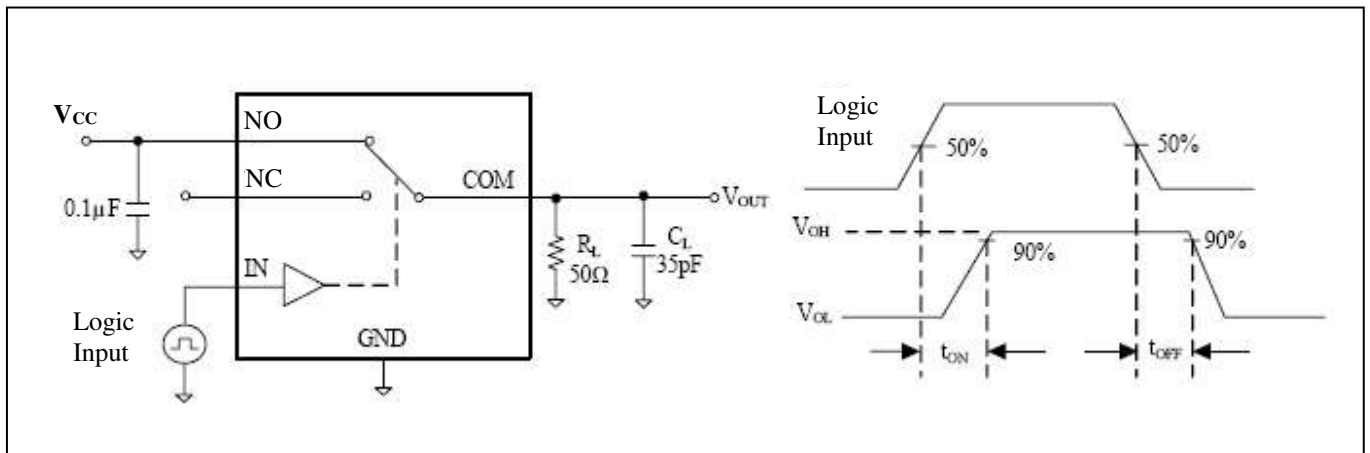 VCC
NO
NC
COM
VOUT
0.1µF
RL
50Ω
CL
35pF
IN
GND
Logic
Input
Logic
Input
50%
50%
VOH
90%
90%
VOL
tON
tOFF